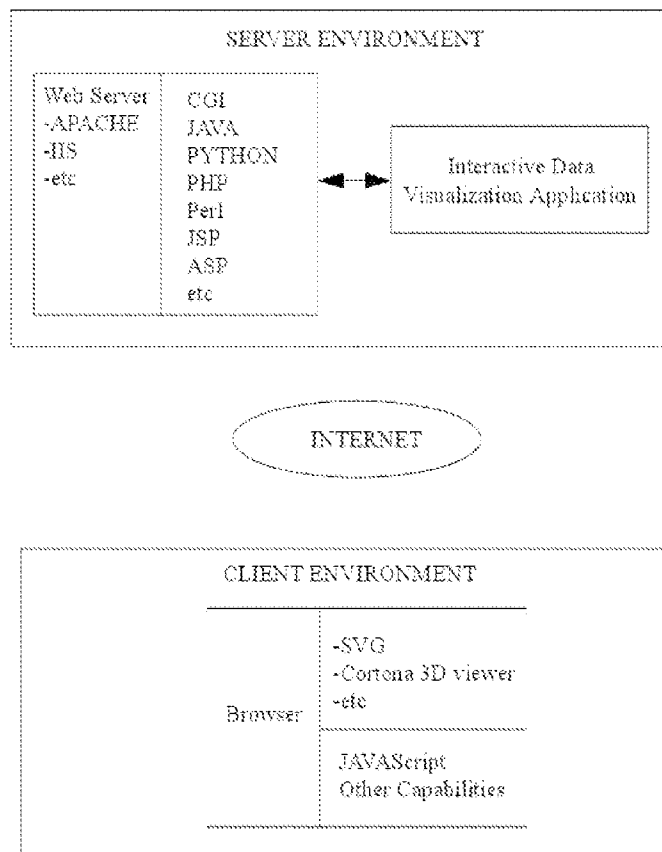 SERVER ENVIRONMENT
Web Server
-APACHE
-IIS
-etc
CGI
JAVA
PYTHON
PHP
Perl
JSP
ASP
etc
Interactive Data
Visualization Application
INTERNET
CLIENT ENVIRONMENT
Browser
-SVG
-Cortona 3D viewer
-etc
JAVAScript
Other Capabilities